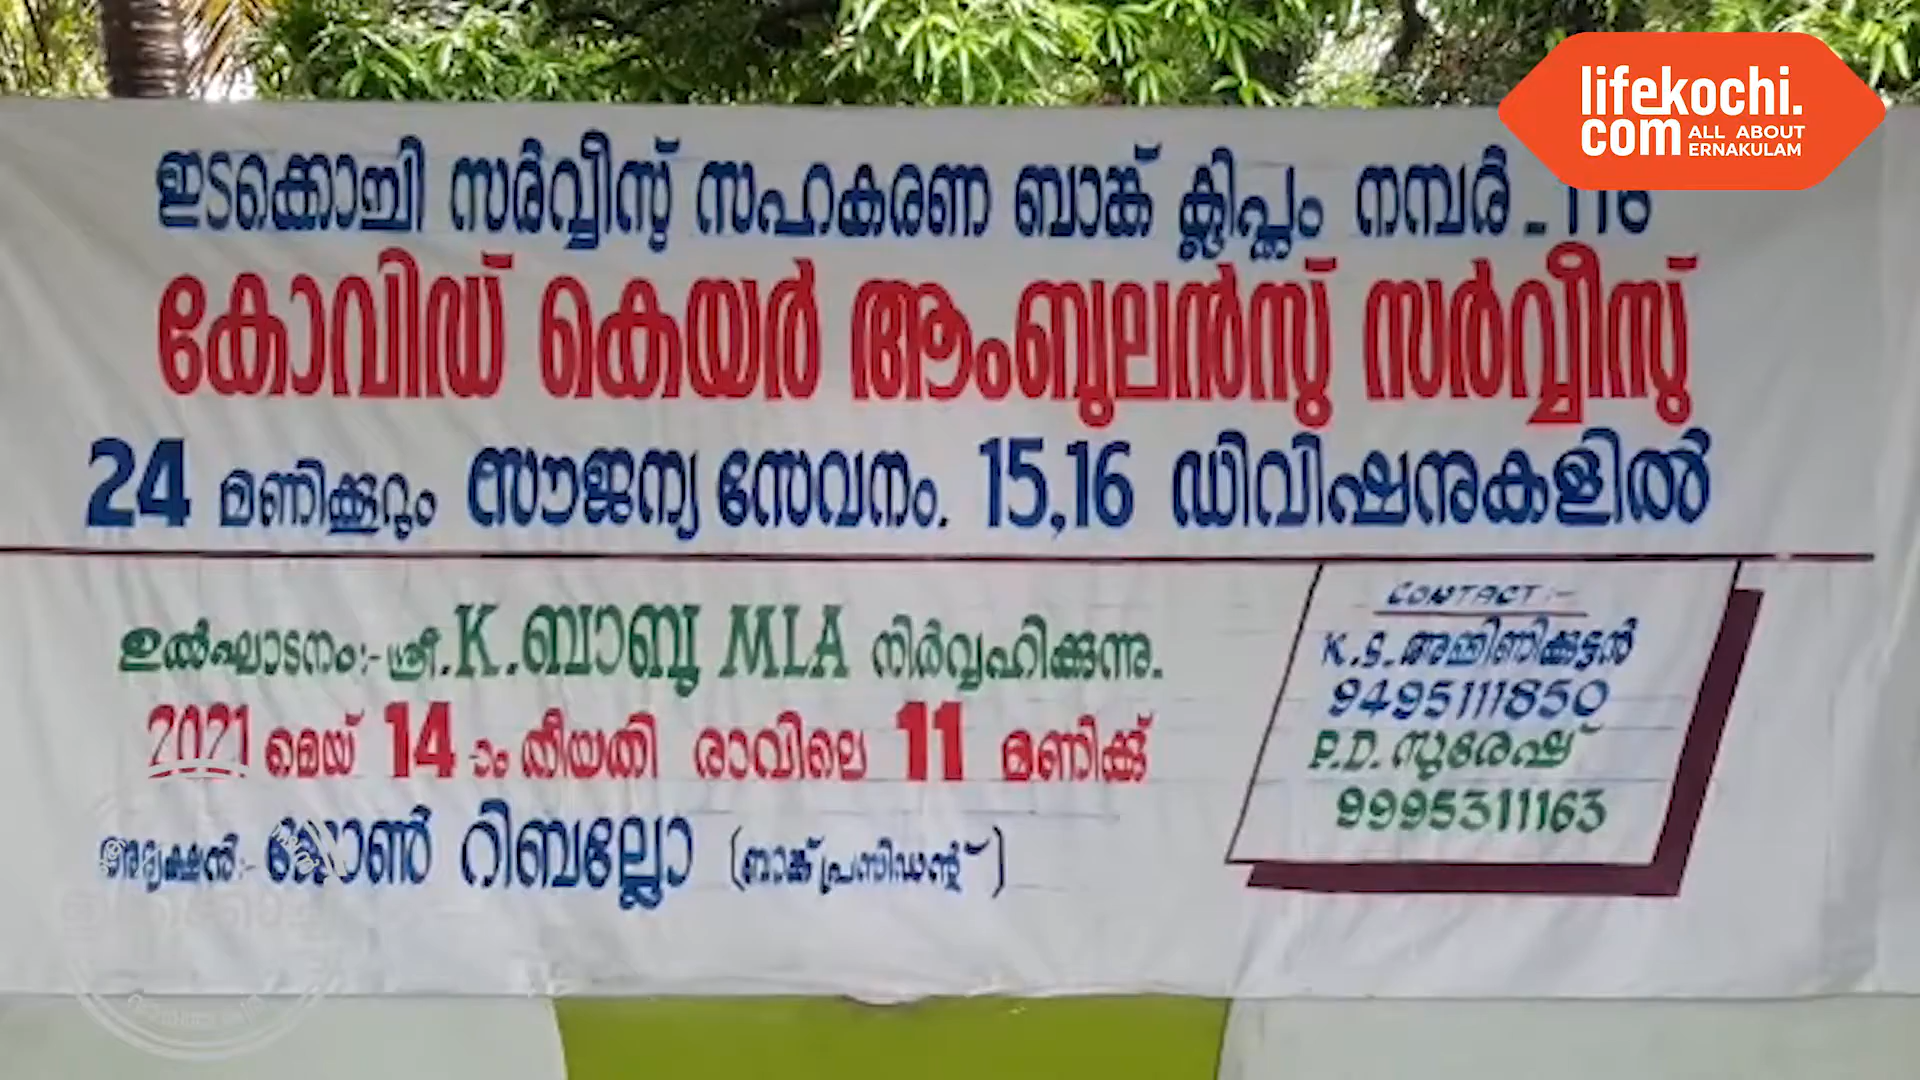 lifekochi.
com ALL ABOUT
ERNAKULAM
ഇടക്കൊച്ചി സർവ്വീസ് സഹകരണ ബാങ്ക് ക്ലിപ്തം നമ്പർ -
കോവിഡ് കെയർ ആംബുലൻസ് സർവ്വീസ്
24 മണിക്കൂറും സൗജന്യ സേവനം. 15,16 ഡിവിഷനുകളിൽ
ഉൽഘാടനം:- ശ്രീ. K. ബാബു MLA നിർവ്വഹിക്കുന്നു.
2021 മെയ് 14 ാം തീയതി രാവിലെ 11 മണിക്ക്
അദ്ധ്യക്ഷൻ:- ജോൺ റിബല്ലോ (ബാങ്ക് പ്രസിഡന്റ്)
CONTACT:-
K.S. അമ്മിണിക്കുട്ടൻ
9495111850
P.D. സുരേഷ്
9995311163